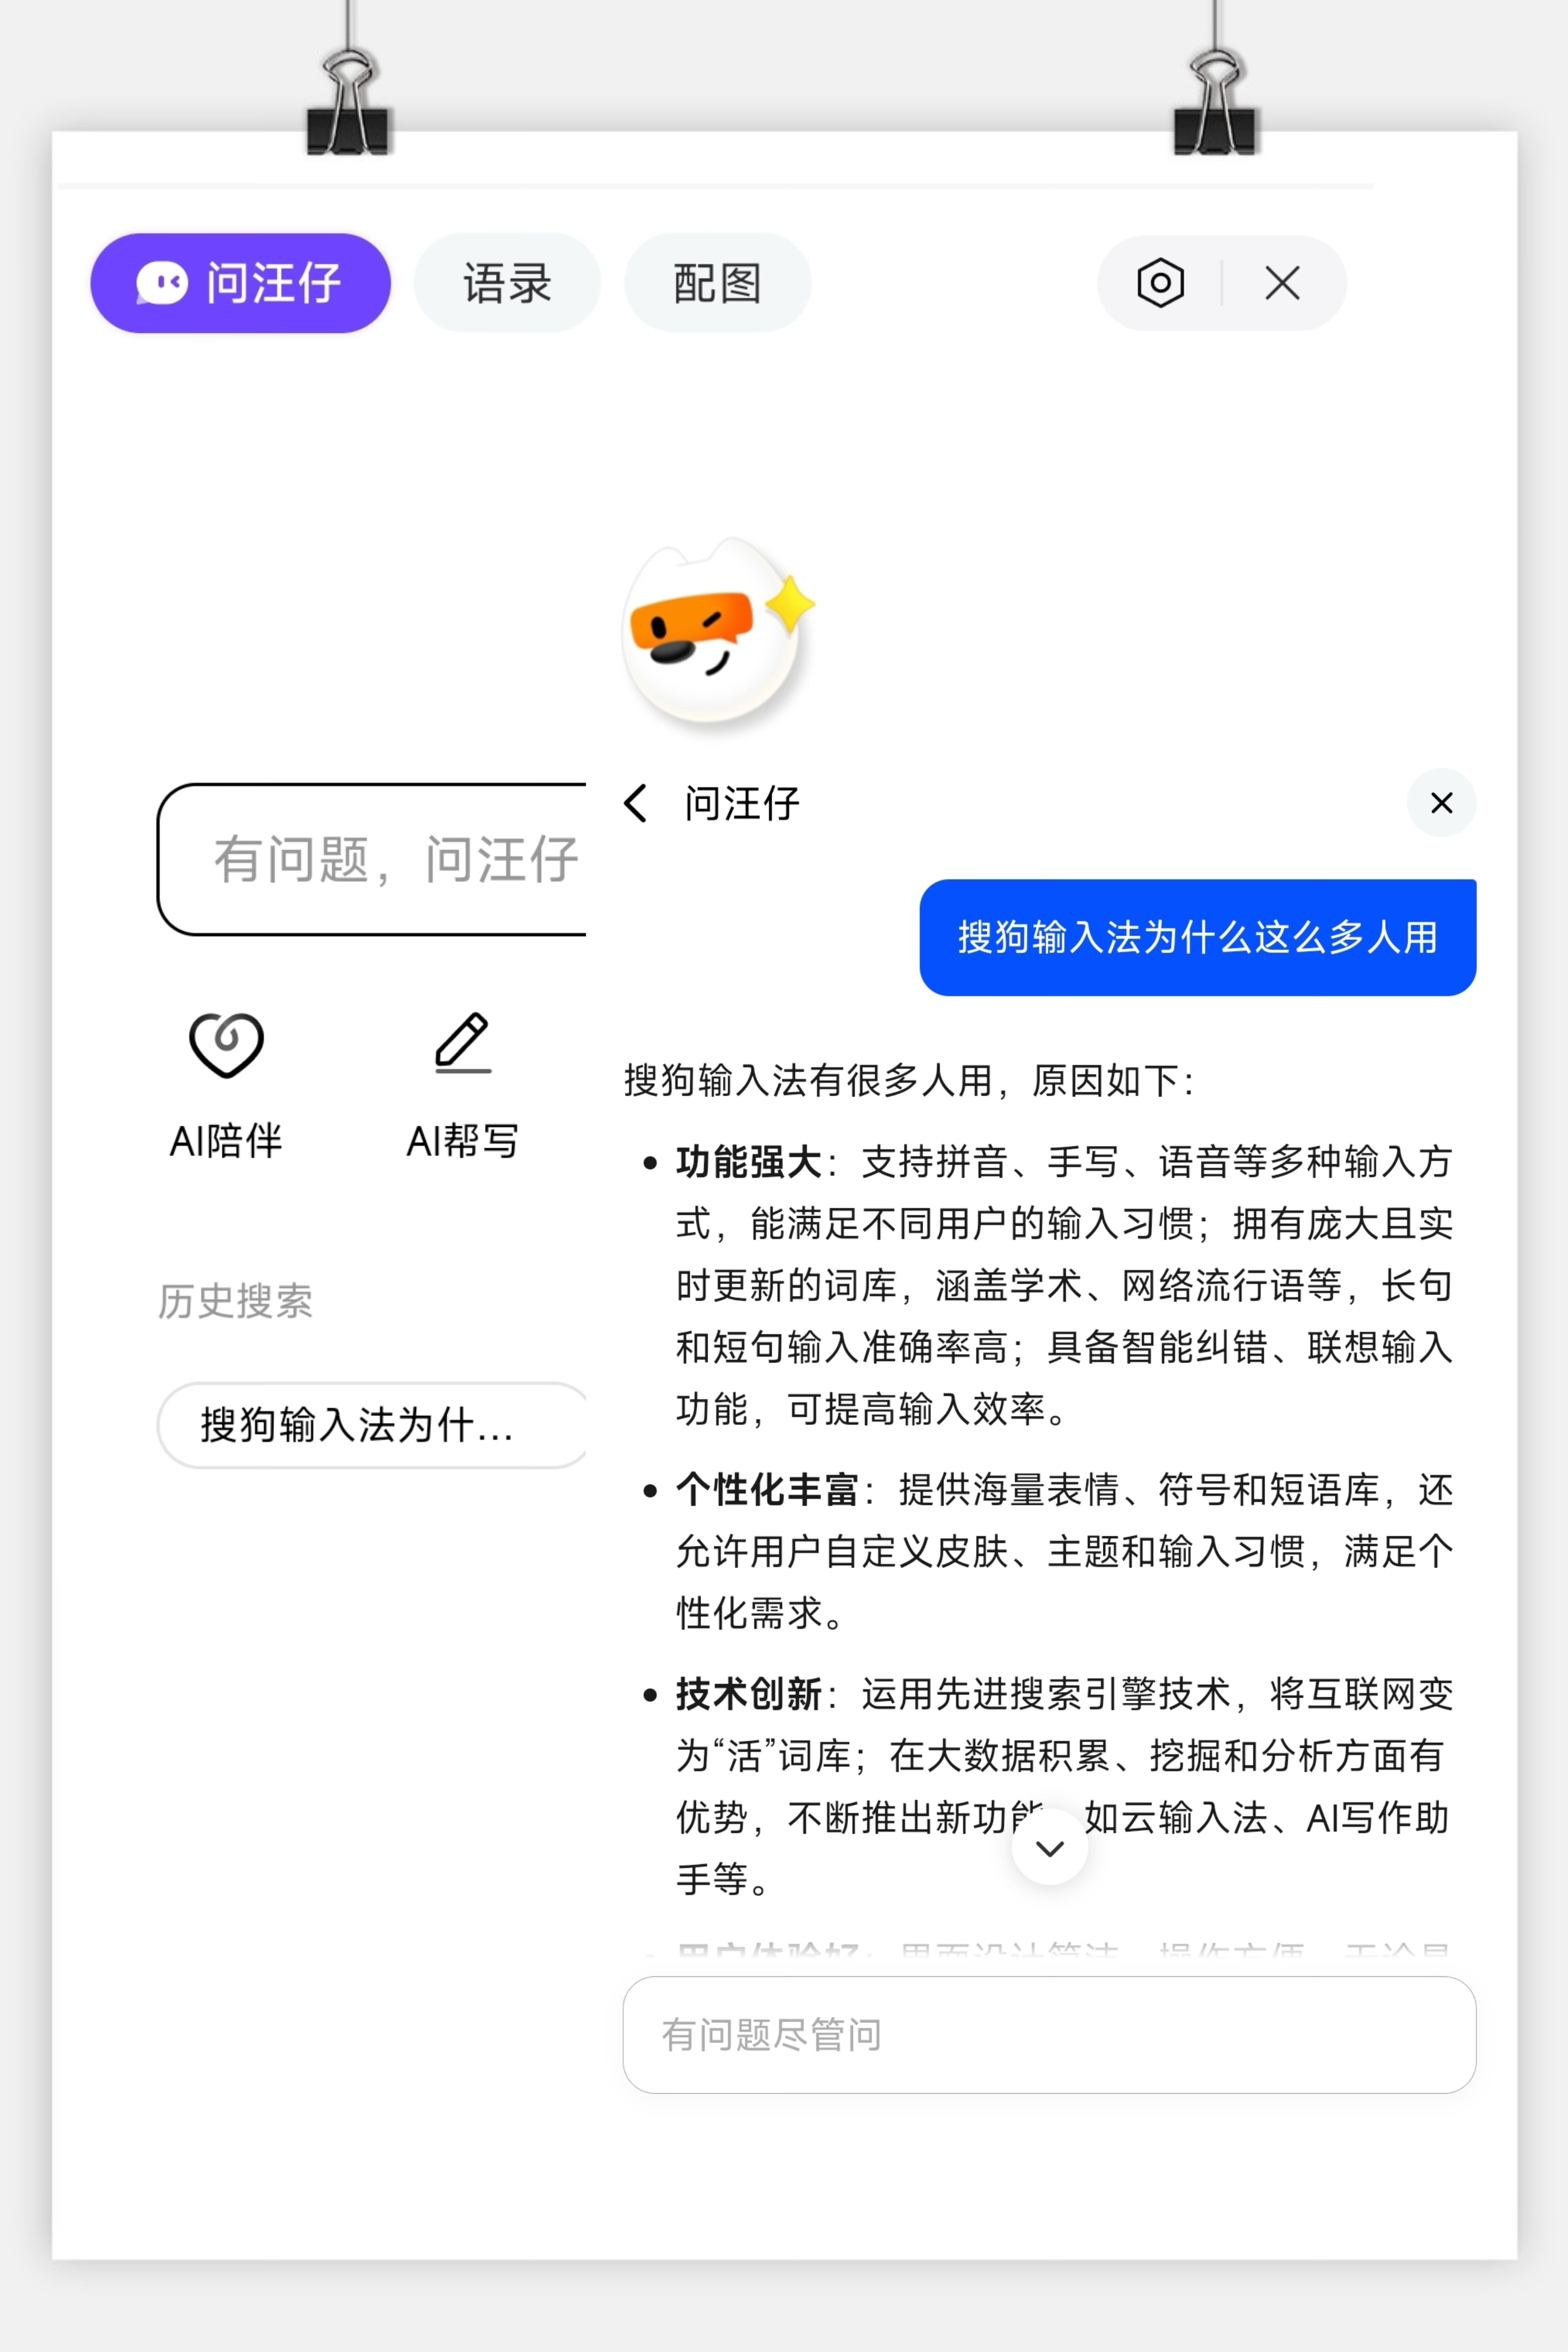 问汪仔
语录
配图
有问题，问汪仔
AI陪伴
AI帮写
历史搜索
搜狗输入法为什...
问汪仔
搜狗输入法为什么这么多人用
搜狗输入法有很多人用，原因如下：
• 功能强大：支持拼音、手写、语音等多种输入方
式，能满足不同用户的输入习惯；拥有庞大且实
时更新的词库，涵盖学术、网络流行语等，长句
和短句输入准确率高；具备智能纠错、联想输入
功能，可提高输入效率。
• 个性化丰富：提供海量表情、符号和短语库，还
允许用户自定义皮肤、主题和输入习惯，满足个
性化需求。
• 技术创新：运用先进搜索引擎技术，将互联网变
为“活”词库；在大数据积累、挖掘和分析方面有
优势，不断推出新功能 如云输入法、AI写作助
手等。
有问题尽管问